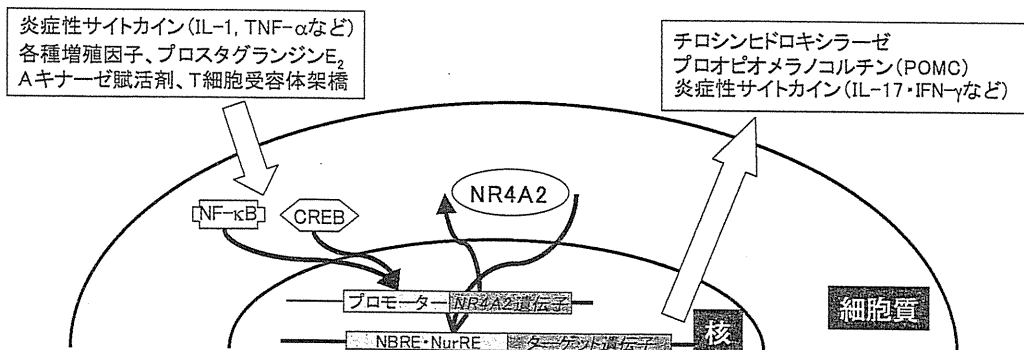 炎症性サイトカイン(IL-1, TNF-αなど)
各種増殖因子、プロスタグランジンE₂
Aキナーゼ賦活剤、T細胞受容体架橋
チロシンヒドロキシラーゼ
プロオピオメラノコルチン(POMC)
炎症性サイトカイン(IL-17・IFN-γなど)
NR4A2
NF-κB
CREB
プロモーター
NR4A2遺伝子
細胞質
核
NBRE・NurRE
ターゲット遺伝子